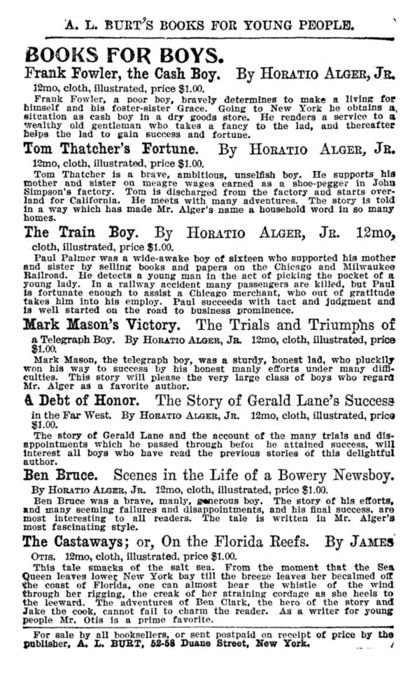 A. L. BURT'S BOOKS FOR YOUNG PEOPLE.
BOOKS FOR BOYS.
Frank Fowler, the Cash Boy. By HORATIO ALGER, JR.
12mo, cloth, illustrated, price $1.00.
Frank Fowler, a poor boy, bravely determines to make a living for
himself and his foster-sister Grace. Going to New York he obtains a
situation as cash boy in a dry goods store. He renders a service to a
wealthy old gentleman who takes a fancy to the lad, and thereafter
helps the lad to gain success and fortune.
Tom Thatcher's Fortune. By HORATIO ALGER, JR.
12mo, cloth, illustrated, price $1.00.
Tom Thatcher is a brave, ambitious, unselfish boy. He supports his
mother and sister on meagre wages earned as a shoe-pegger in John
Simpson's factory. Tom is discharged from the factory and starts over-
land for California. He meets with many adventures. The story is told
in a way which has made Mr. Alger's name a household word in so many
homes.
The Train Boy. By HORATIO ALGER, JR. 12mo,
cloth, illustrated, price $1.00.
Paul Palmer was a wide-awake boy of sixteen who supported his mother
and sister by selling books and papers on the Chicago and Milwaukee
Railroad. He detects a young man in the act of picking the pocket of a
young lady. In a railway accident many passengers are killed, but Paul
is fortunate enough to assist a Chicago merchant, who out of gratitude
takes him into his employ. Paul succeeds with tact and judgment and
is well started on the road to business prominence.
Mark Mason's Victory. The Trials and Triumphs of
a Telegraph Boy. By HORATIO ALGER, JR. 12mo, cloth, illustrated, price
$1.00.
Mark Mason, the telegraph boy, was a sturdy, honest lad, who pluckily
won his way to success by his honest manly efforts under many diffi-
culties. This story will please the very large class of boys who regard
Mr. Alger as a favorite author.
A Debt of Honor. The Story of Gerald Lane's Success
in the Far West. By HORATIO ALGER, JR. 12mo, cloth, illustrated, price
$1.00.
The story of Gerald Lane and the account of the many trials and dis-
appointments which he passed through before he attained success, will
interest all boys who have read the previous stories of this delightful
author.
Ben Bruce. Scenes in the Life of a Bowery Newsboy.
By HORATIO ALGER, JR. 12mo, cloth, illustrated, price $1.00.
Ben Bruce was a brave, manly, generous boy. The story of his efforts,
and many seeming failures and disappointments, and his final success, are
most interesting to all readers. The tale is written in Mr. Alger's
most fascinating style.
The Castaways; or, On the Florida Reefs. By JAMES
OTIS. 12mo, cloth, illustrated, price $1.00.
This tale smacks of the salt sea. From the moment that the Sea
Queen leaves lower New York bay till the breeze leaves her becalmed off
the coast of Florida, one can almost hear the whistle of the wind
through her rigging, the creak of her straining cordage as she heels to
the leeward. The adventures of Ben Clark, the hero of the story and
Jake the cook, cannot fail to charm the reader. As a writer for young
people Mr. Otis is a prime favorite.
For sale by all booksellers, or sent postpaid on receipt of price by the
publisher, A. L. BURT, 52-58 Duane Street, New York.